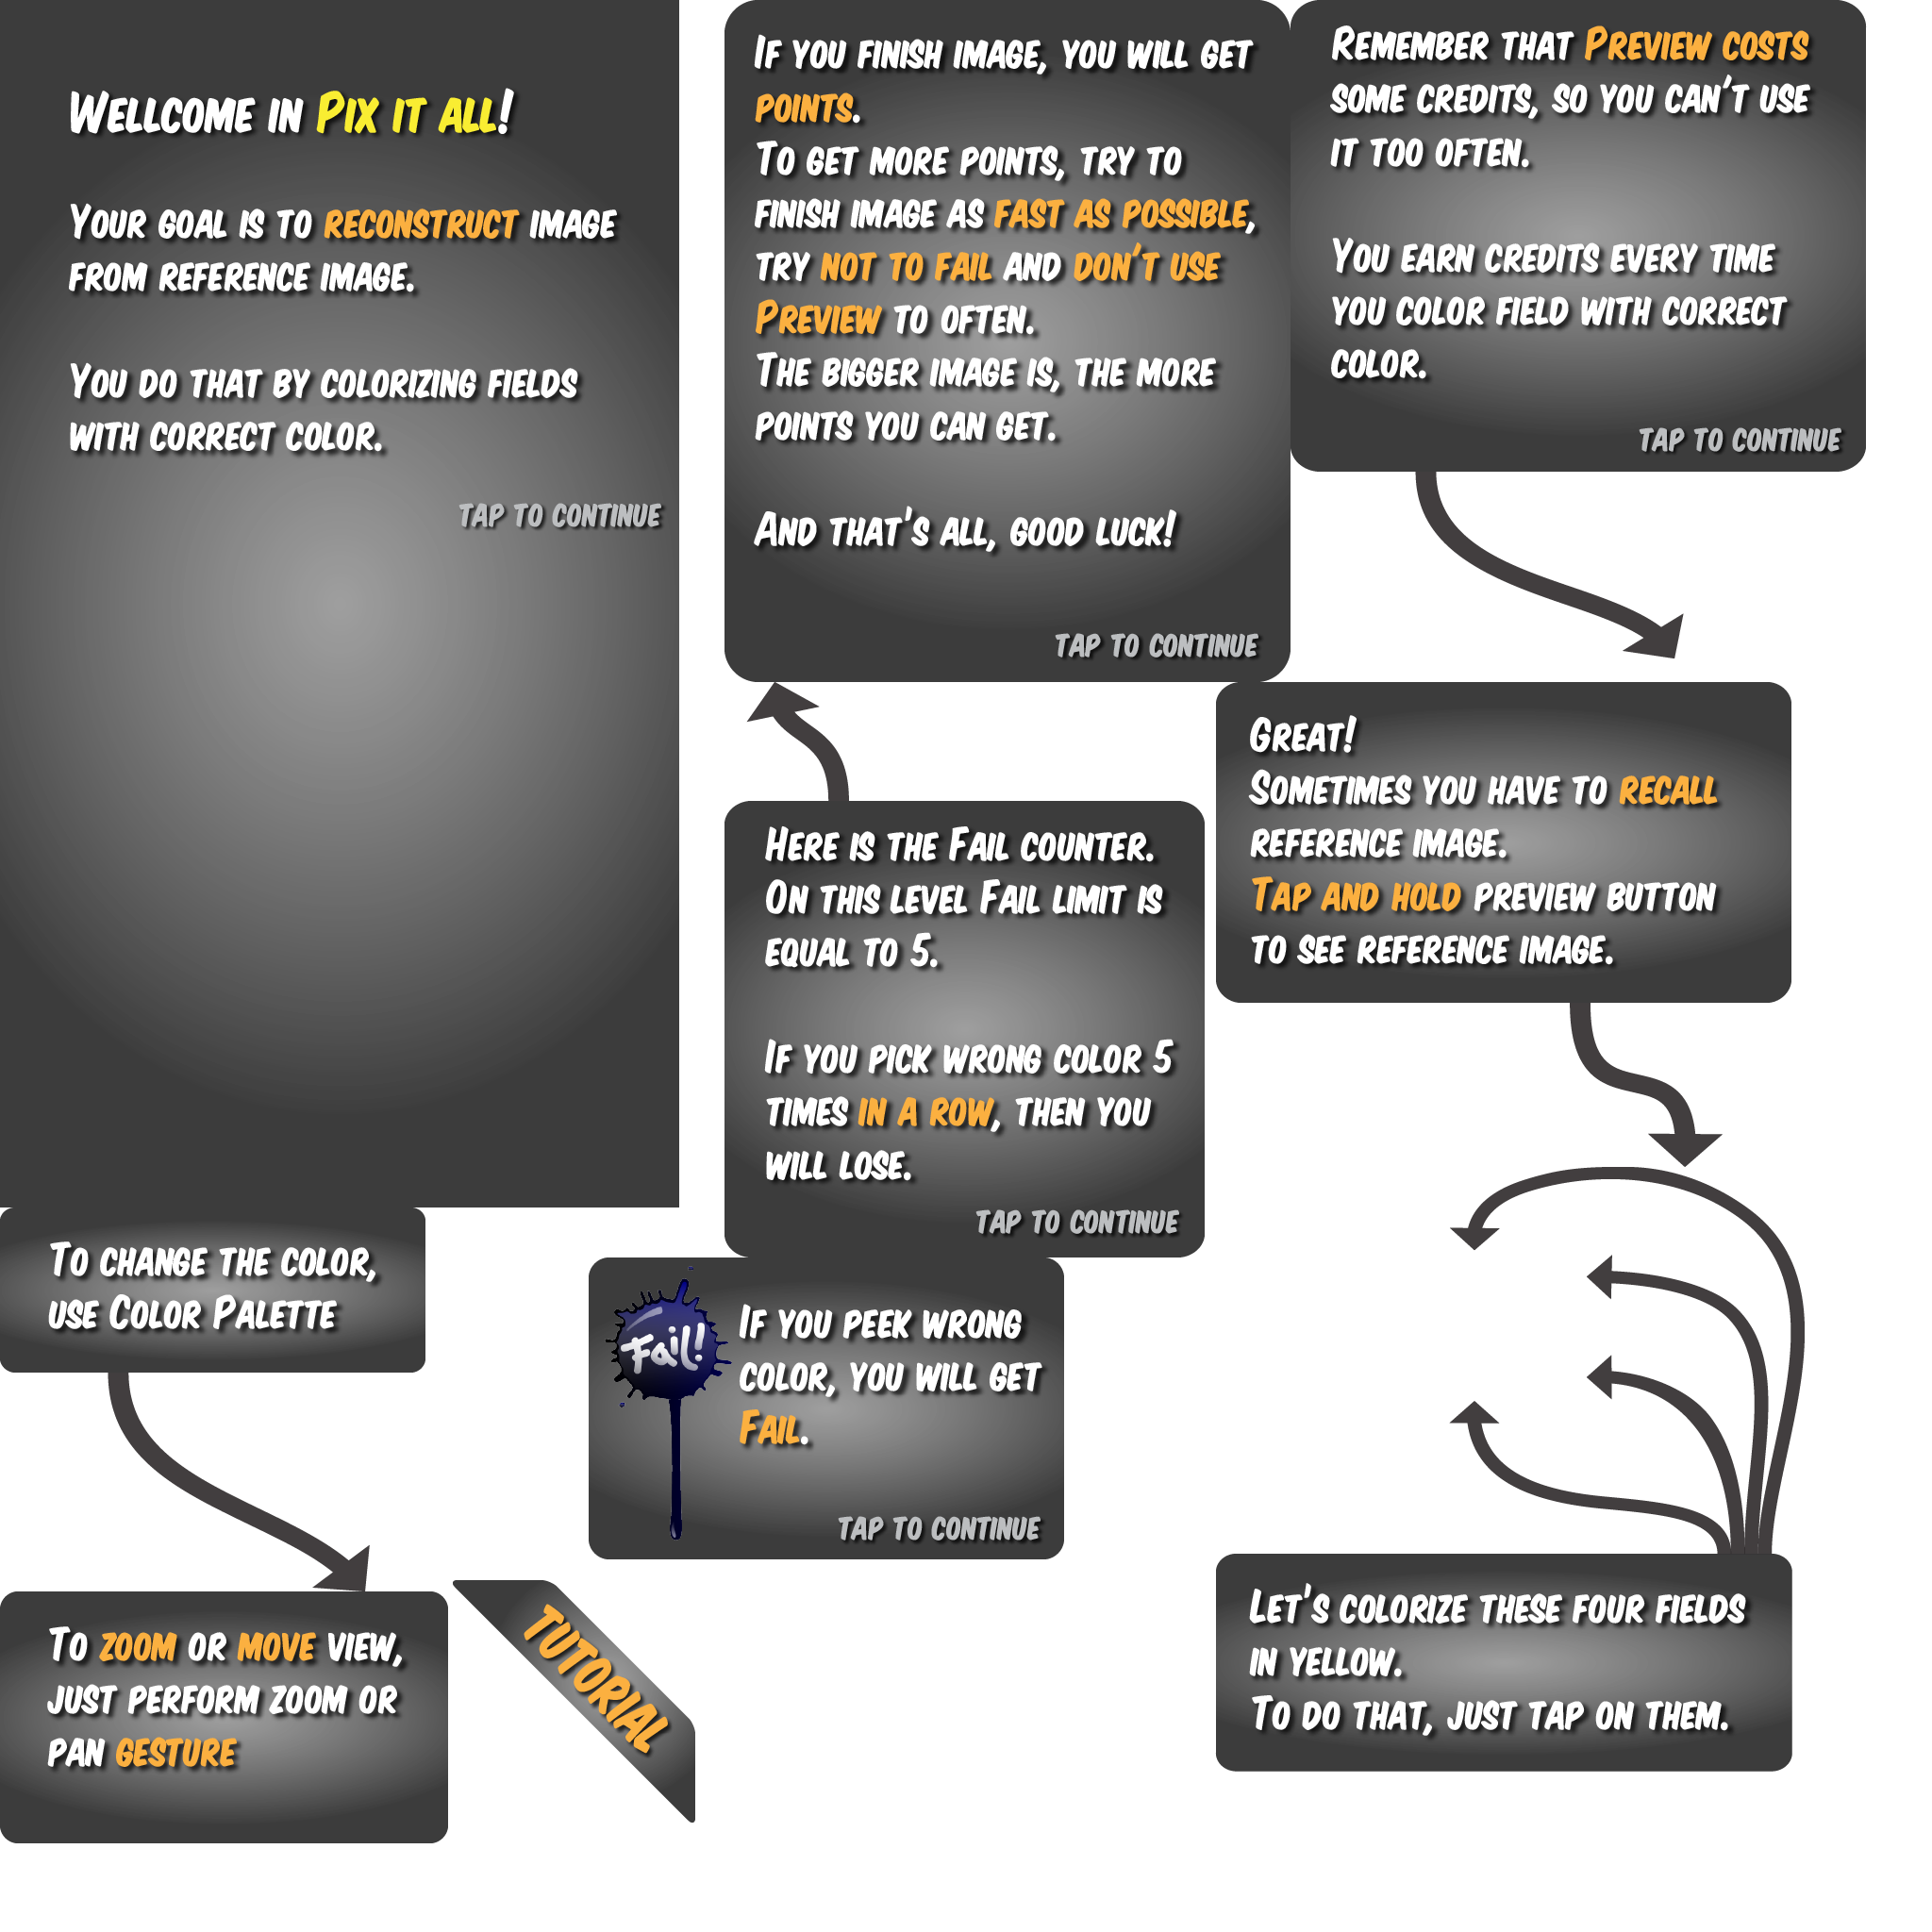 Wellcome in Pix it all!
Your goal is to reconstruct image
from reference image.
You do that by colorizing fields
with correct color.
tap to continue
If you finish image, you will get
points.
To get more points, try to
finish image as fast as possible,
try not to fail and don't use
Preview to often.
The bigger image is, the more
points you can get.
And that's all, good luck!
tap to continue
Remember that Preview costs
some credits, so you can't use
it too often.
You earn credits every time
you color field with correct
color.
tap to continue
Great!
Sometimes you have to recall
reference image.
Tap and hold preview button
to see reference image.
Here is the Fail counter.
On this level Fail limit is
equal to 5.
If you pick wrong color 5
times in a row, then you
will lose.
tap to continue
To change the color,
use Color Palette
Fail!
If you peek wrong
color, you will get
Fail.
tap to continue
To zoom or move view,
just perform zoom or
pan gesture
TUTORIAL
Let's colorize these four fields
in yellow.
To do that, just tap on them.